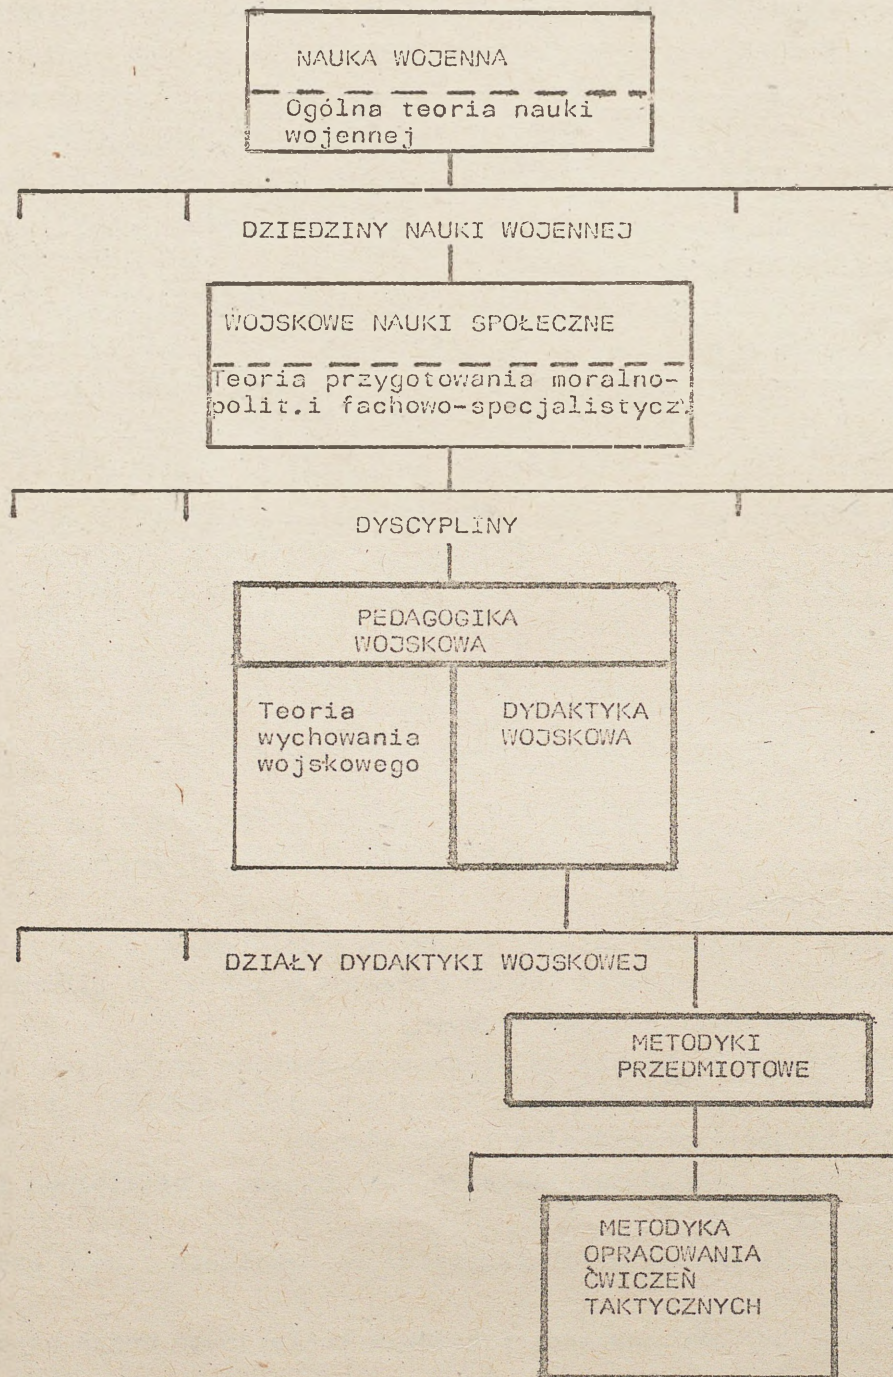 NAUKA WOJENNA
Ogólna teoria nauki
wojennej
DZIEDZINY NAUKI WOJENNEJ
WOJSKOWE NAUKI SPOŁECZNE
Teoria przygotowania moralno-
polit.i fachowo-specjalistycz.
DYSCYPLINY
PEDAGOGIKA
WOJSKOWA
Teoria
wychowania
wojskowego
DYDAKTYKA
WOJSKOWA
DZIAŁY DYDAKTYKI WOJSKOWEJ
METODYKI
PRZEDMIOTOWE
METODYKA
OPRACOWANIA
ĆWICZEŃ
TAKTYCZNYCH